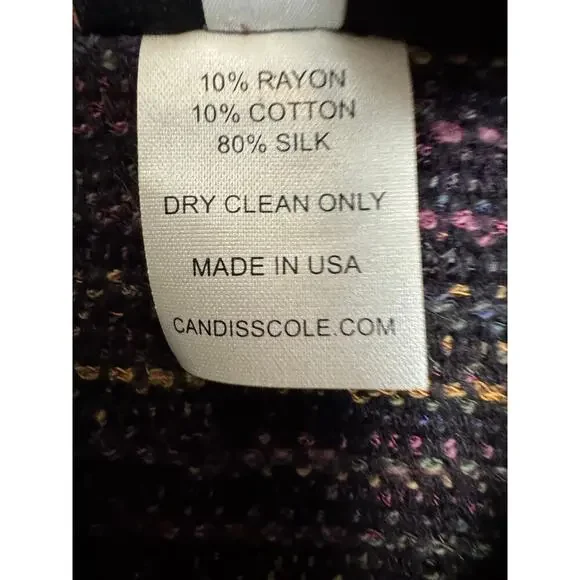 10% RAYON
10% COTTON
80% SILK
DRY CLEAN ONLY
MADE IN USA
CANDISSCOLE.COM